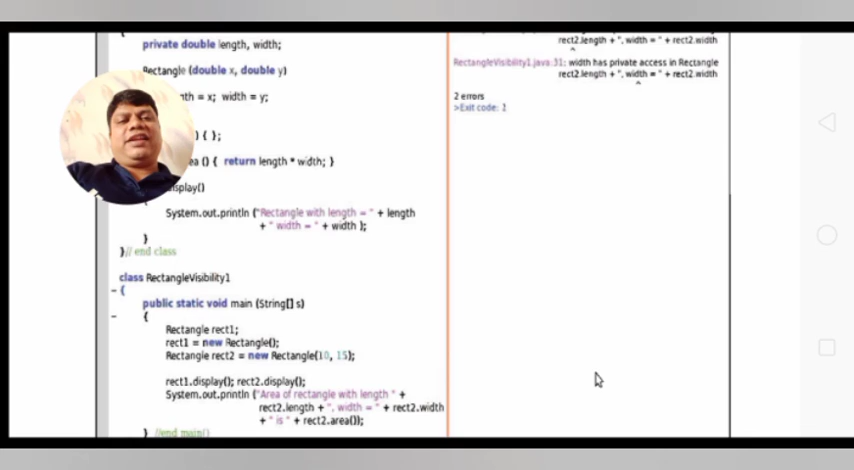 {
private double length, width;
Rectangle (double x, double y)
= x; width = y;
) { };
() { return length * width; }
display()
{
System.out.println ("Rectangle with length = " + length
+ " width = " + width );
}
}// end class
class RectangleVisibility1
{
public static void main (String[] s)
{
Rectangle rect1;
rect1 = new Rectangle();
Rectangle rect2 = new Rectangle(10, 15);
rect1.display(); rect2.display();
System.out.println ("Area of rectangle with length " +
rect2.length + ", width = " + rect2.width
+ " is " + rect2.area());
} //end main()
rect2.length + ", width = " + rect2.width
^
RectangleVisibility1.java:31: width has private access in Rectangle
rect2.length + ", width = " + rect2.width
^
2 errors
>Exit code: 1